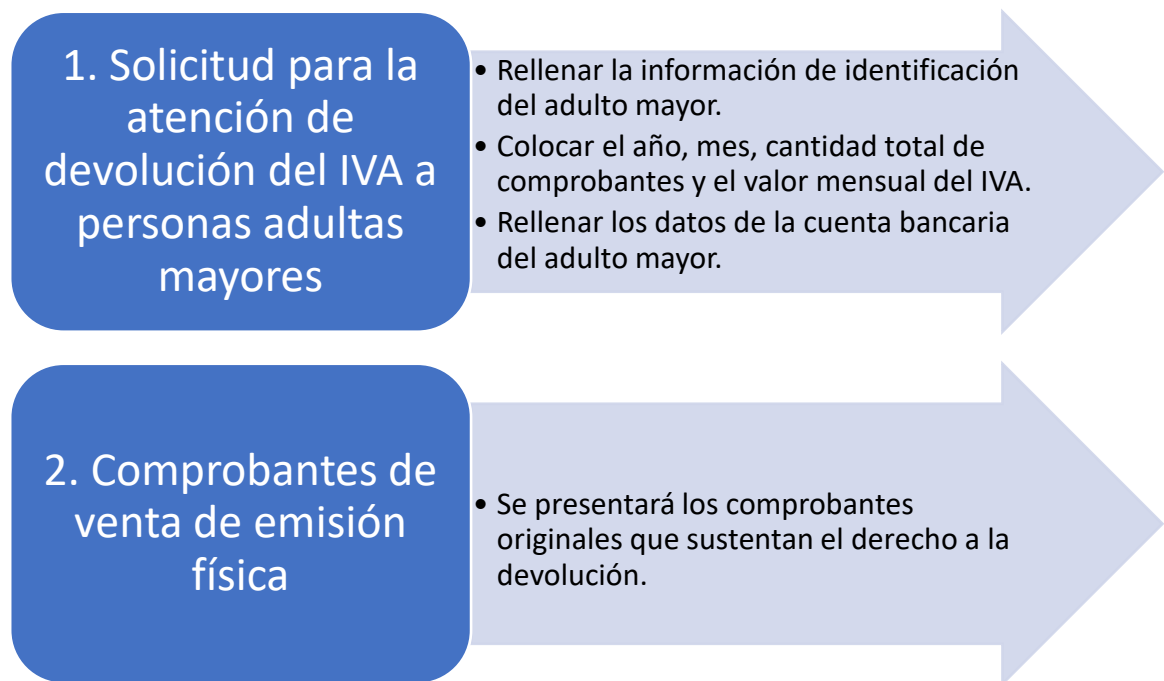 1. Solicitud para la
atención de
devolución del IVA a
personas adultas
mayores
• Rellenar la información de identificación
del adulto mayor.
• Colocar el año, mes, cantidad total de
comprobantes y el valor mensual del IVA.
• Rellenar los datos de la cuenta bancaria
del adulto mayor.
2. Comprobantes de
venta de emisión
física
• Se presentará los comprobantes
originales que sustentan el derecho a la
devolución.